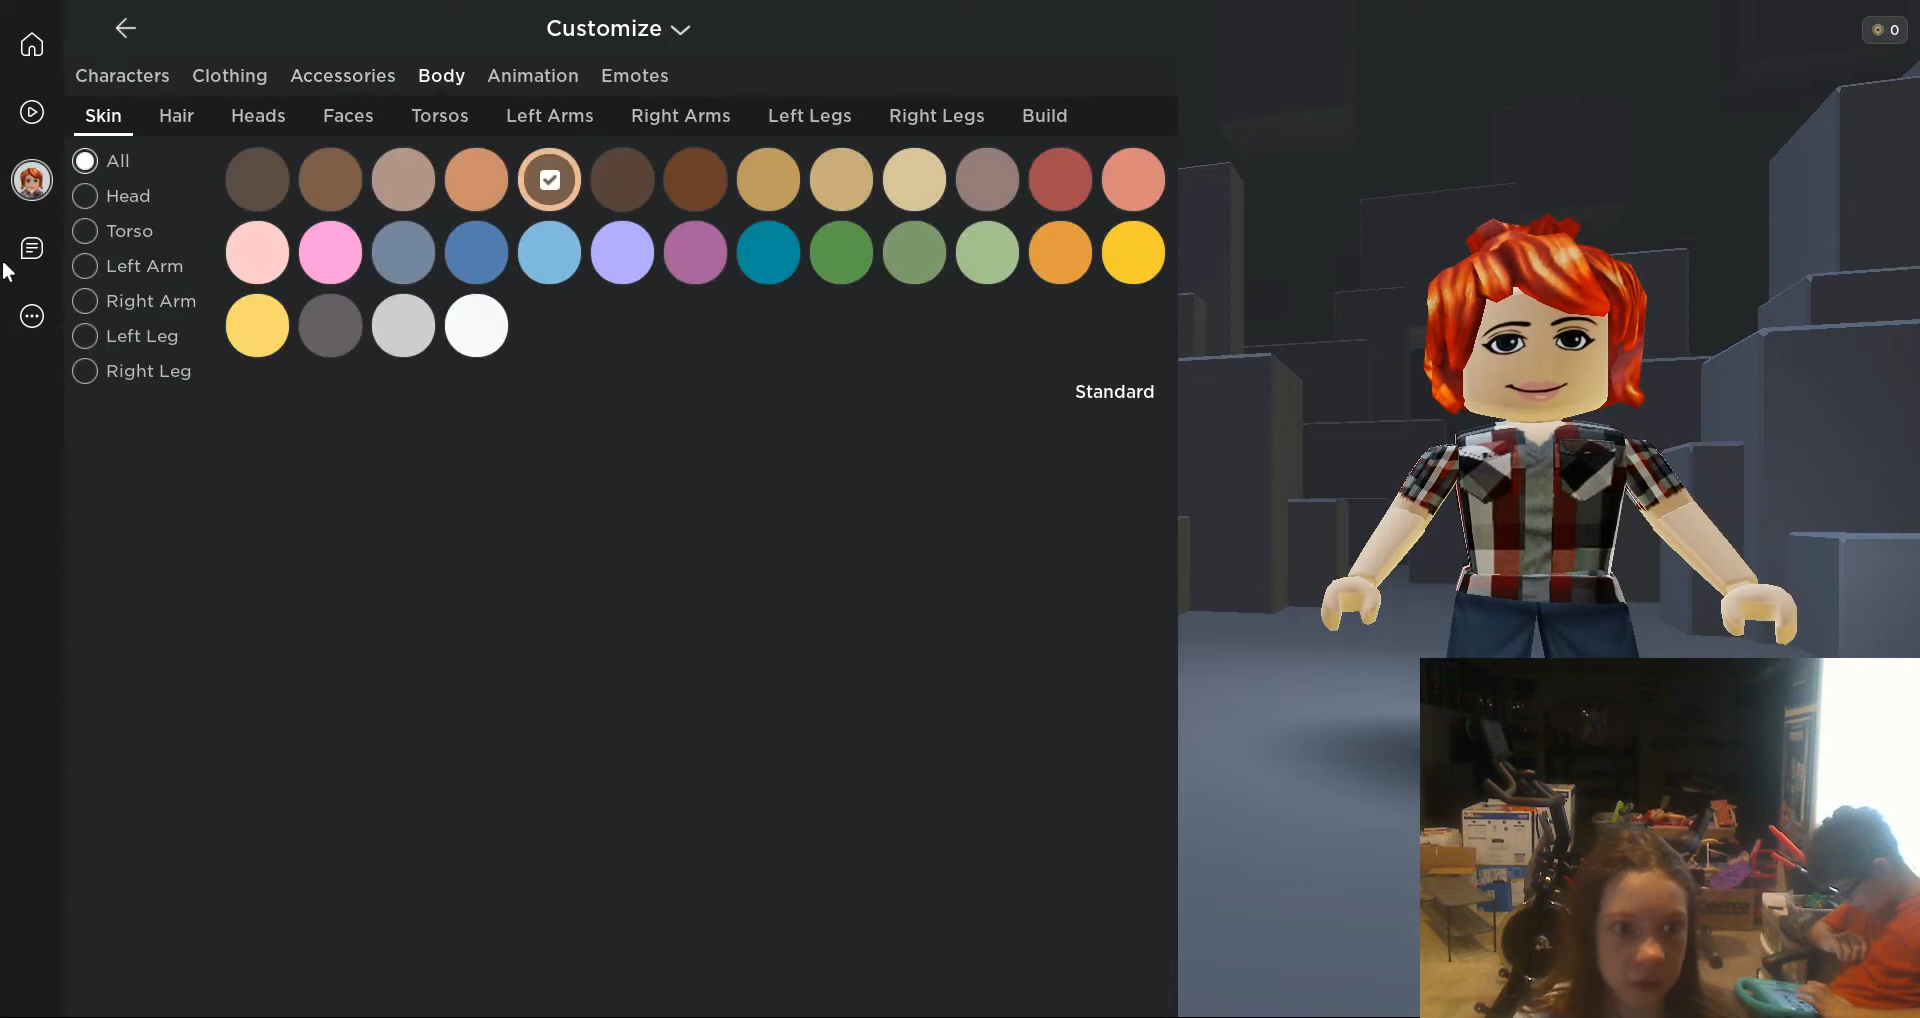 Customize
0
Characters Clothing Accessories Body Animation Emotes
Skin Hair Heads Faces Torsos Left Arms Right Arms Left Legs Right Legs Build
All
Head
Torso
Left Arm
Right Arm
Left Leg
Right Leg
Standard